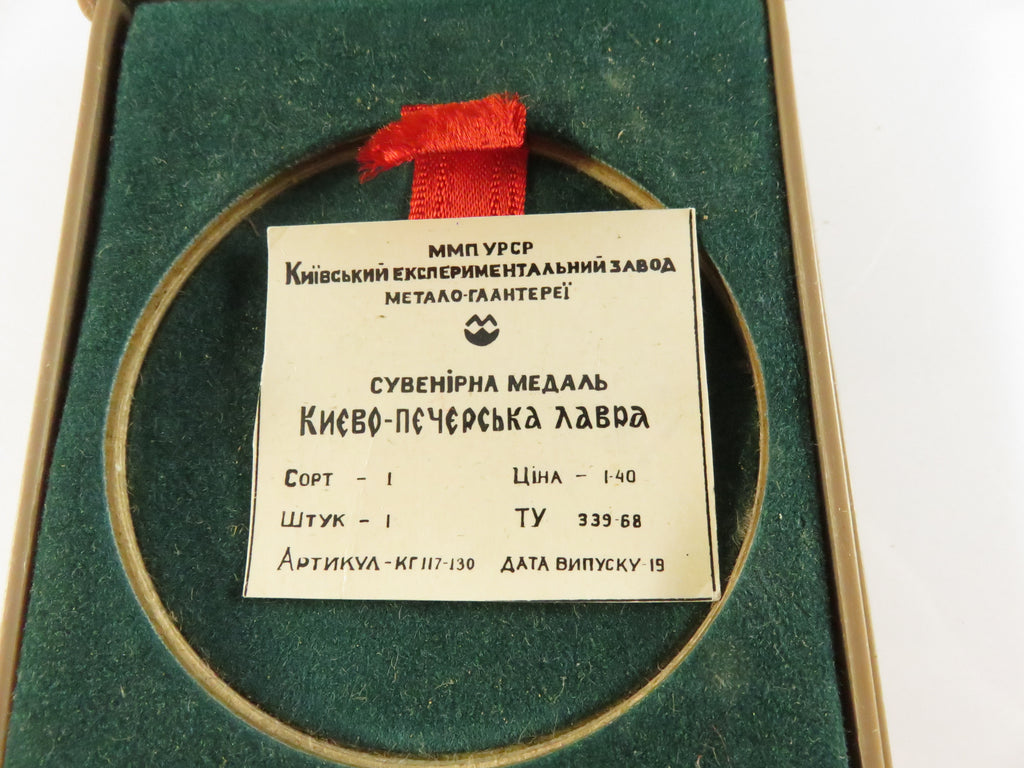 ММП УРСР
Київський експериментальний завод
метало-галантереї
Сувенірна медаль
Києво-Печерська лавра
Сорт - 1 Ціна - 1-40
Штук - 1 ТУ 339-68
Артикул - КГ 117-130 Дата випуску 19